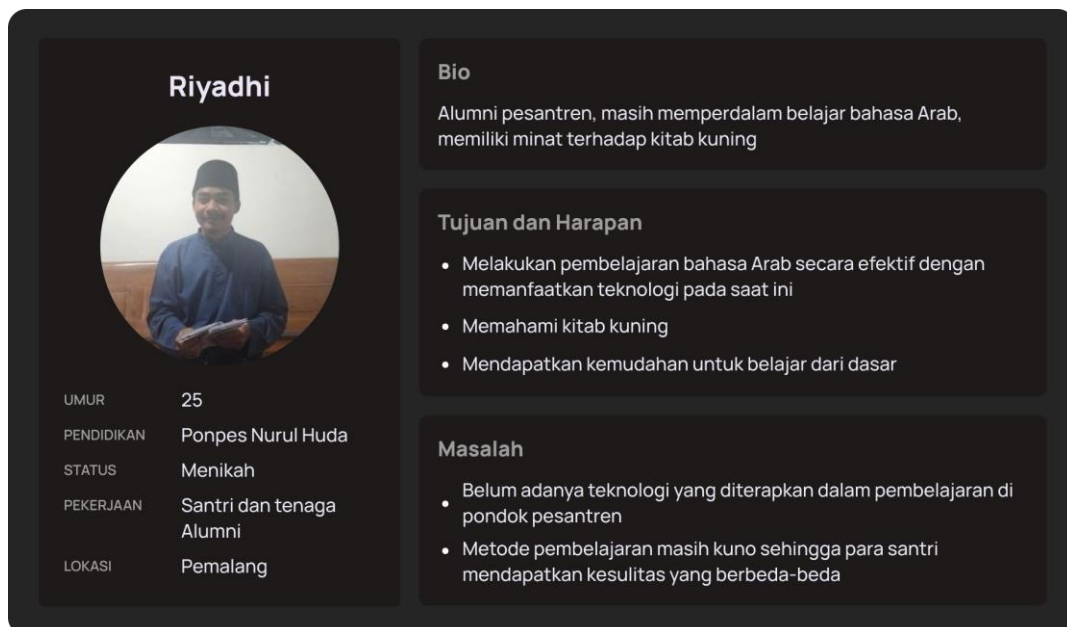 Riyadhi
UMUR 25
PENDIDIKAN Ponpes Nurul Huda
STATUS Menikah
PEKERJAAN Santri dan tenaga
Alumni
LOKASI Pemalang
Bio
Alumni pesantren, masih memperdalam belajar bahasa Arab,
memiliki minat terhadap kitab kuning
Tujuan dan Harapan
• Melakukan pembelajaran bahasa Arab secara efektif dengan
memanfaatkan teknologi pada saat ini
• Memahami kitab kuning
• Mendapatkan kemudahan untuk belajar dari dasar
Masalah
• Belum adanya teknologi yang diterapkan dalam pembelajaran di
pondok pesantren
• Metode pembelajaran masih kuno sehingga para santri
mendapatkan kesulitas yang berbeda-beda